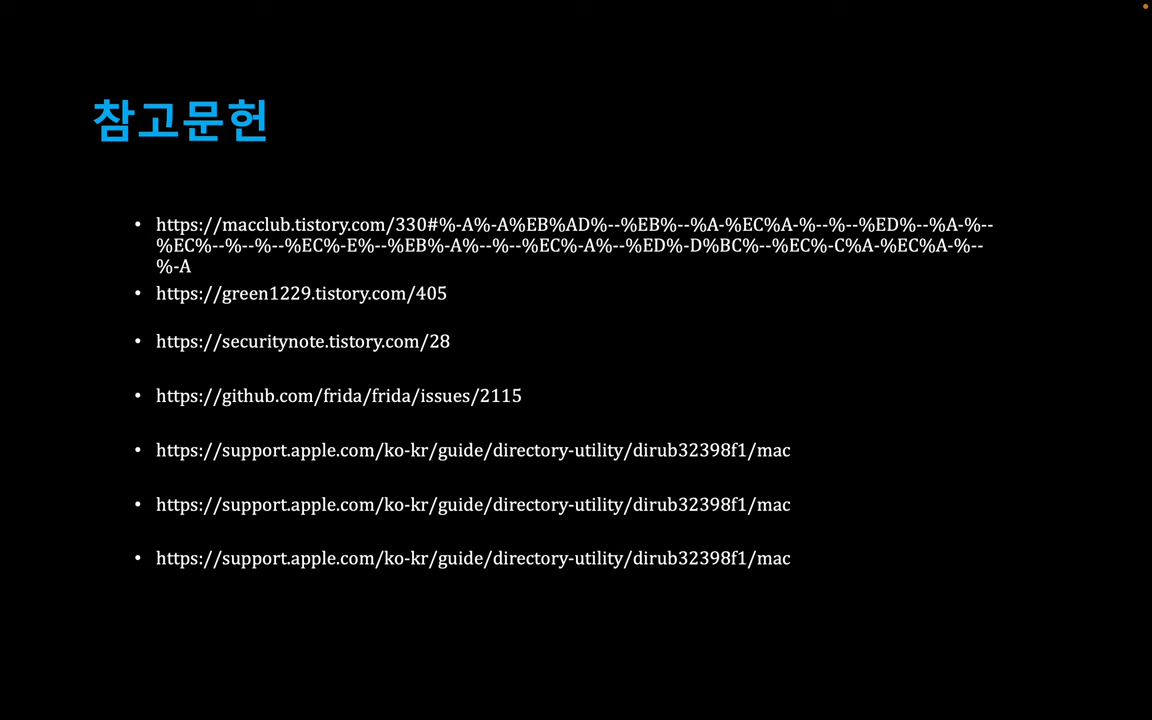 참고문헌
• https://macclub.tistory.com/330#%-A%-A%EB%AD%--%EB%--%A-%EC%A-%--%--%ED%--%A-%--
%EC%--%--%--%EC%-E%--%EB%-A%--%--%EC%-A%--%ED%-D%BC%--%EC%-C%A-%EC%A-%--
%-A
• https://green1229.tistory.com/405
• https://securitynote.tistory.com/28
• https://github.com/frida/frida/issues/2115
• https://support.apple.com/ko-kr/guide/directory-utility/dirub32398f1/mac
• https://support.apple.com/ko-kr/guide/directory-utility/dirub32398f1/mac
• https://support.apple.com/ko-kr/guide/directory-utility/dirub32398f1/mac